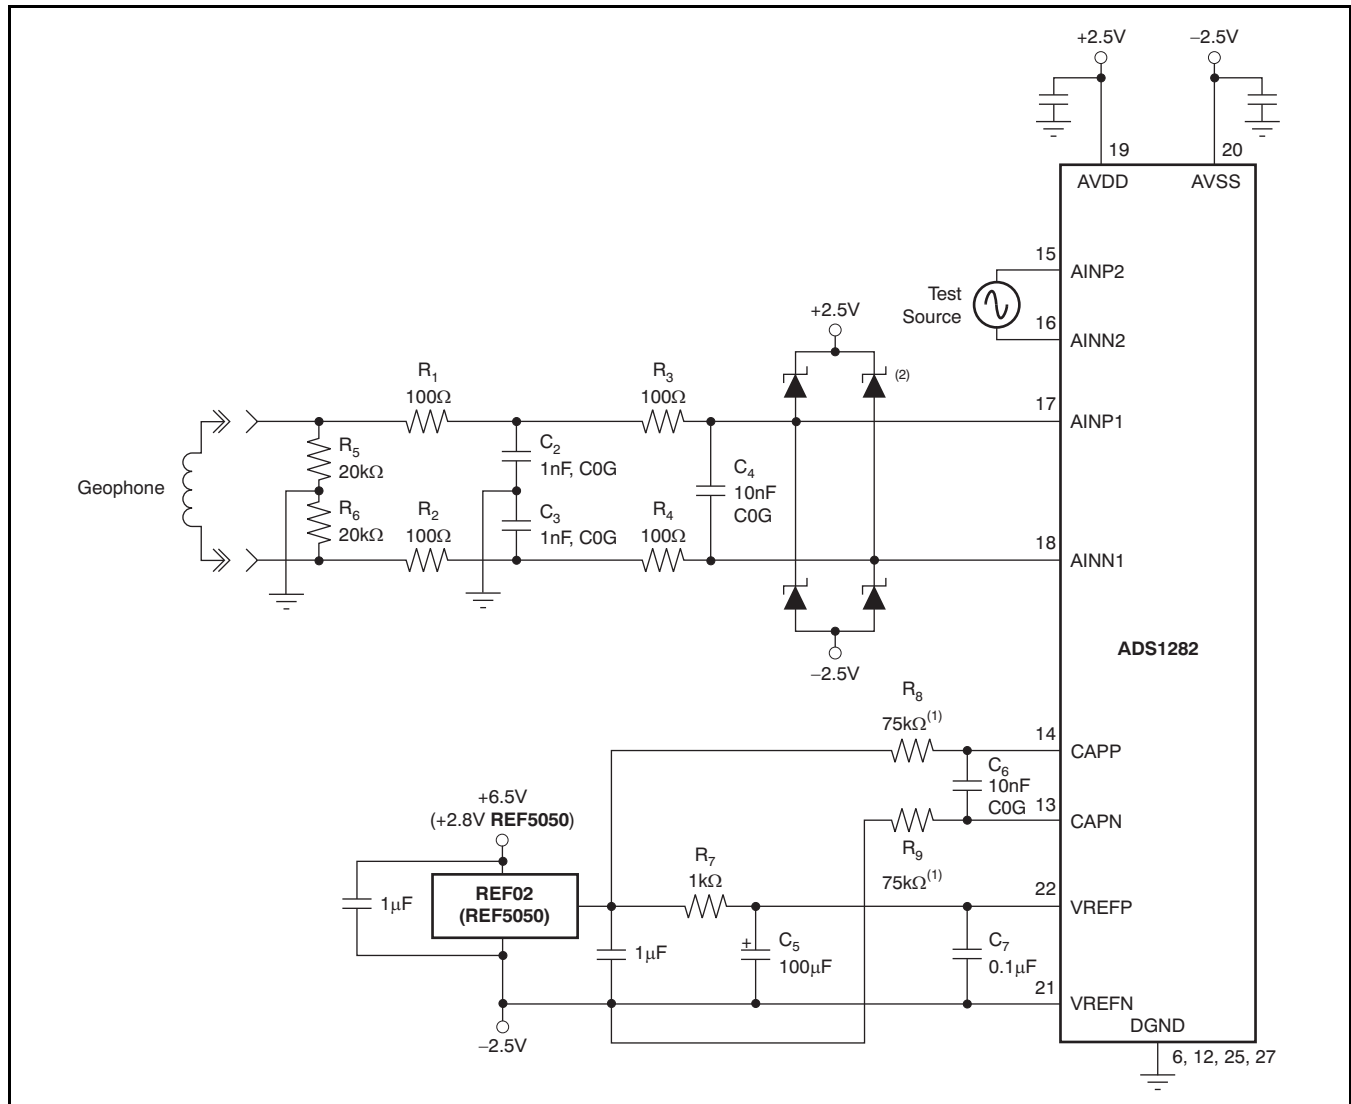 +2.5V
−2.5V
19
20
AVDD
AVSS
15
AINP2
Test
Source
16
AINN2
+2.5V
(2)
R1
100Ω
R3
100Ω
17
AINP1
R5
20kΩ
C2
1nF, C0G
C4
10nF
C0G
Geophone
R6
20kΩ
R2
100Ω
C3
1nF, C0G
R4
100Ω
18
AINN1
−2.5V
ADS1282
R8
75kΩ(1)
14
CAPP
C6
10nF
C0G
13
CAPN
R9
75kΩ(1)
+6.5V
(+2.8V REF5050)
R7
1kΩ
22
VREFP
1µF
REF02
(REF5050)
1µF
+
C5
100µF
C7
0.1µF
21
VREFN
−2.5V
DGND
6, 12, 25, 27